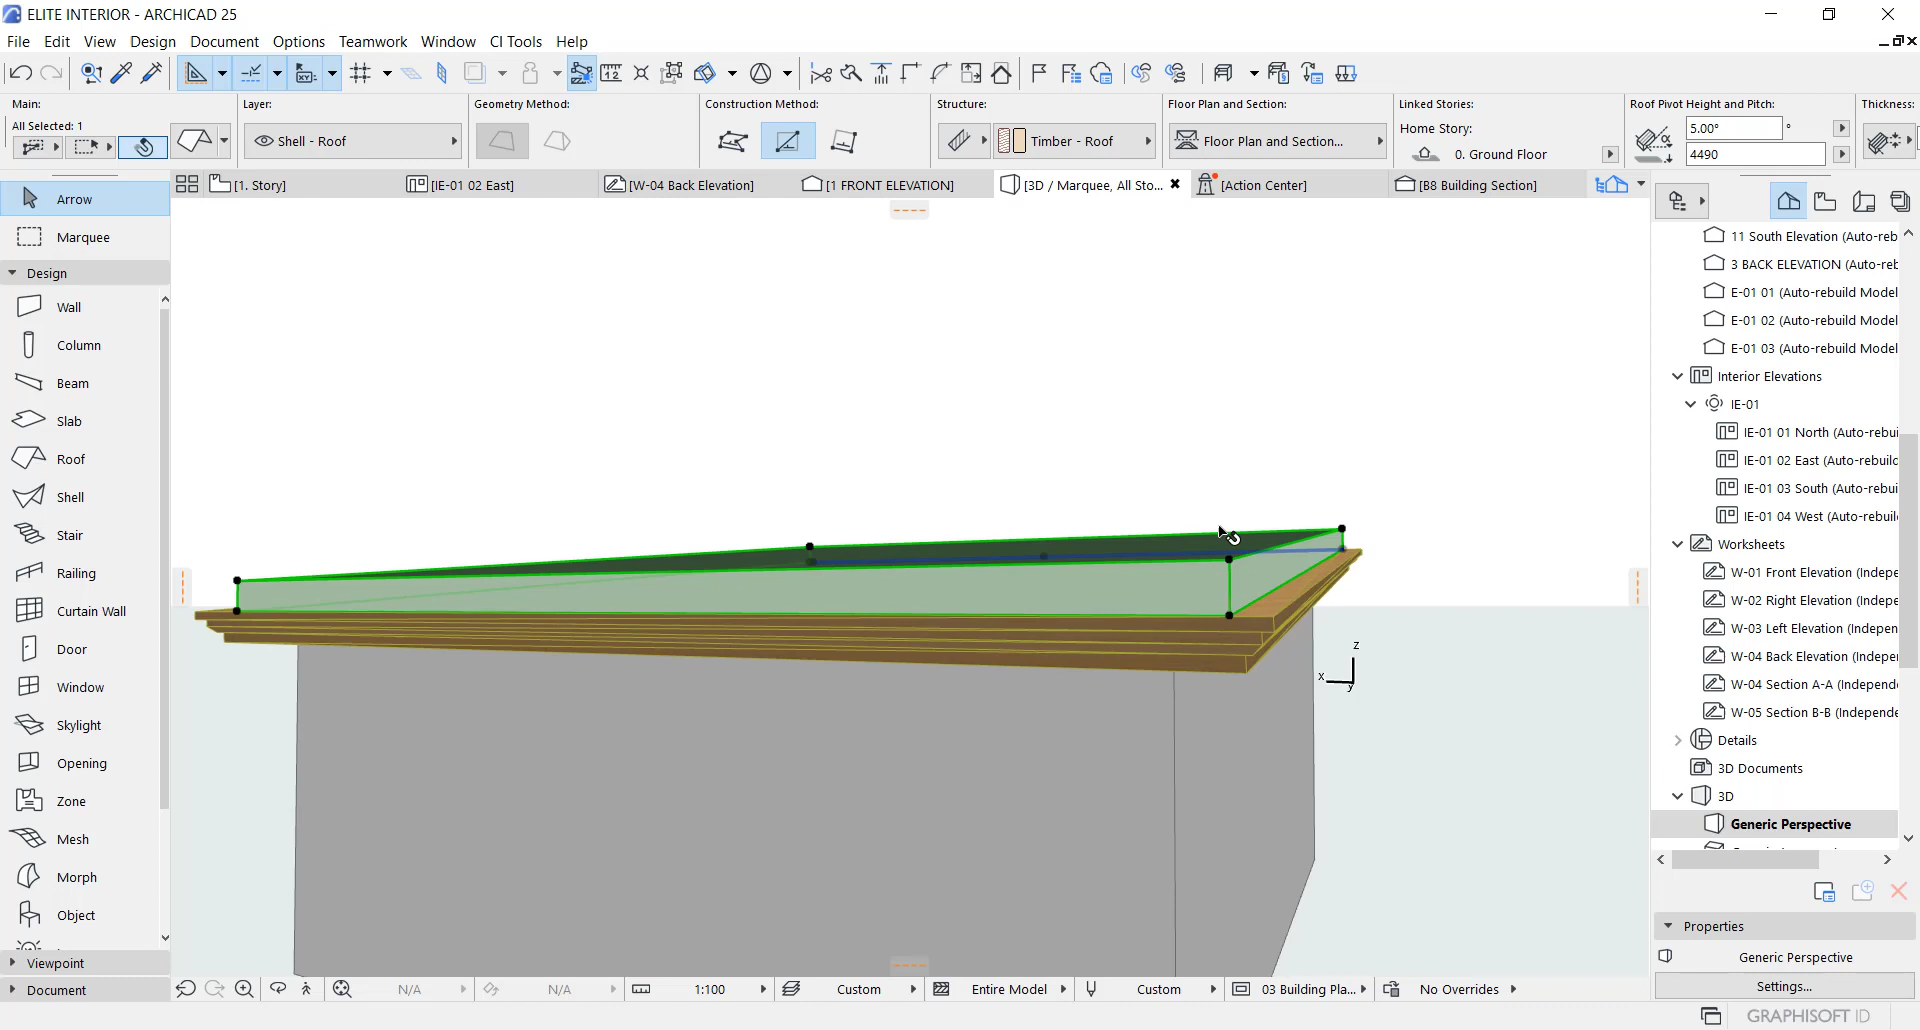 ELITE INTERIOR - ARCHICAD 25
File Edit View Design Document Options Teamwork Window CI Tools Help
Main: Layer: Geometry Method: Construction Method: Structure: Floor Plan and Section: Linked Stories: Roof Pivot Height and Pitch: Thickness:
All Selected: 1
Shell - Roof
Timber - Roof
Floor Plan and Section...
Home Story:
0. Ground Floor
5.00°
°
4490
[1. Story]
[IE-01 02 East]
[W-04 Back Elevation]
[1 FRONT ELEVATION]
[3D / Marquee, All Sto...
[Action Center]
[B8 Building Section]
Arrow
Marquee
Design
Wall
Column
Beam
Slab
Roof
Shell
Stair
Railing
Curtain Wall
Door
Window
Skylight
Opening
Zone
Mesh
Morph
Object
Viewpoint
Document
z
x
y
11 South Elevation (Auto-reb
3 BACK ELEVATION (Auto-reb
E-01 01 (Auto-rebuild Model
E-01 02 (Auto-rebuild Model
E-01 03 (Auto-rebuild Model
Interior Elevations
IE-01
IE-01 01 North (Auto-rebui
IE-01 02 East (Auto-rebuild
IE-01 03 South (Auto-rebui
IE-01 04 West (Auto-rebuil
Worksheets
W-01 Front Elevation (Indepe
W-02 Right Elevation (Indepe
W-03 Left Elevation (Indepen
W-04 Back Elevation (Indepe
W-04 Section A-A (Independ
W-05 Section B-B (Independe
Details
3D Documents
3D
Generic Perspective
Properties
Generic Perspective
Settings...
N/A
N/A
1:100
Custom
Entire Model
Custom
03 Building Pla...
No Overrides
GRAPHISOFT ID